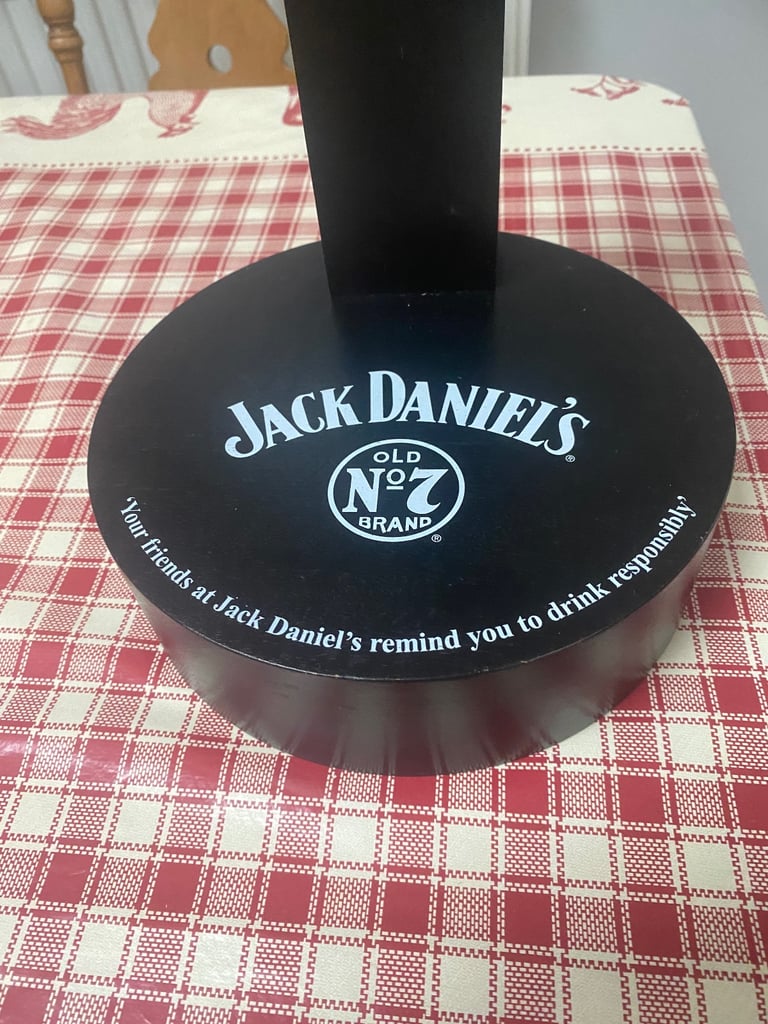 JACK DANIEL'S®
OLD
Nº7
BRAND®
'Your friends at Jack Daniel's remind you to drink responsibly'